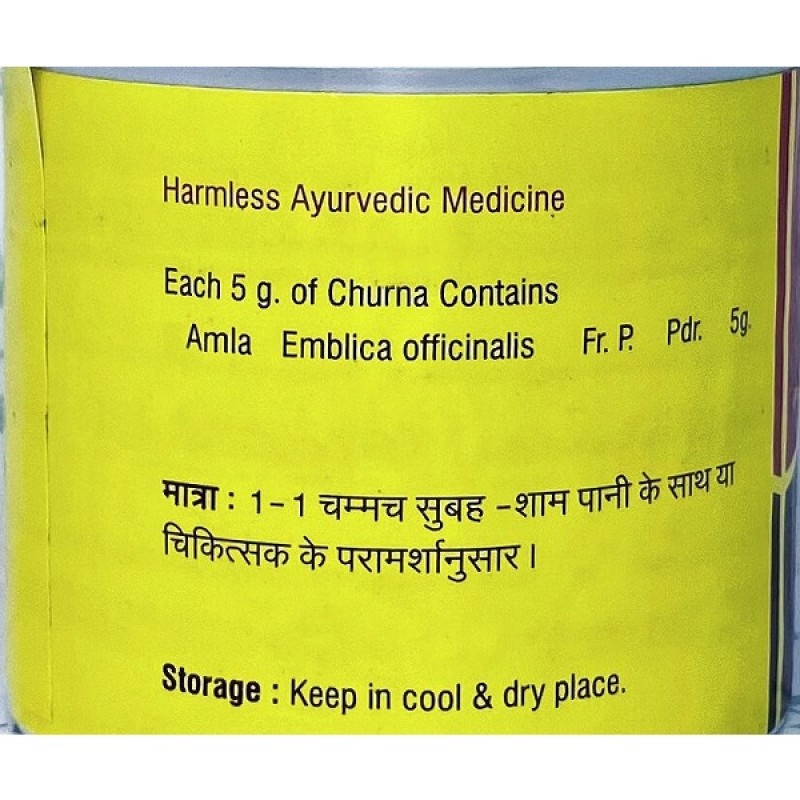 Harmless Ayurvedic Medicine
Each 5 g. of Churna Contains
Amla Emblica officinalis Fr. P. Pdr. 5g.
मात्रा : 1-1 चम्मच सुबह -शाम पानी के साथ या
चिकित्सक के परामर्शानुसार।
Storage : Keep in cool & dry place.